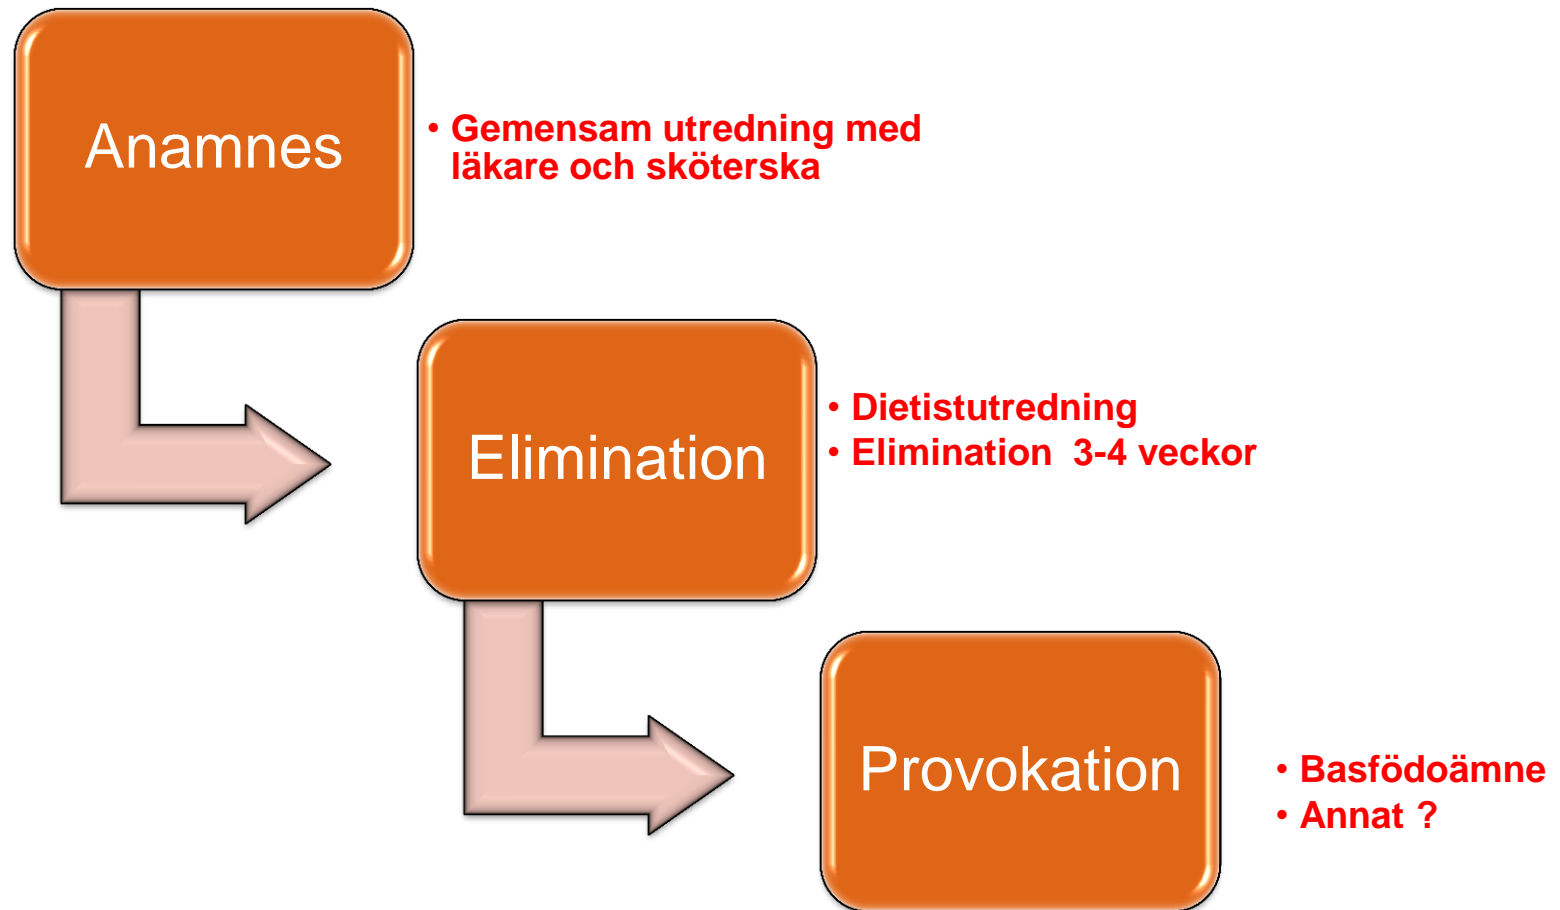 Anamnes
• Gemensam utredning med
läkare och sköterska
Elimination
• Dietistutredning
• Elimination 3-4 veckor
Provokation
• Basfödoämne
• Annat ?